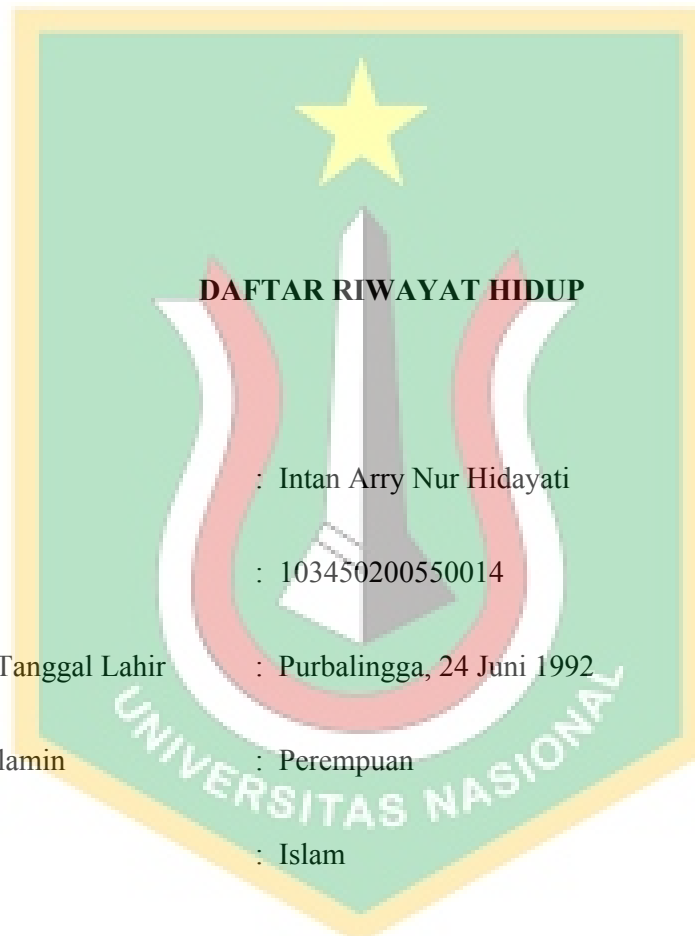 DAFTAR RIWAYAT HIDUP
: Intan Arry Nur Hidayati
: 103450200550014
Tanggal Lahir : Purbalingga, 24 Juni 1992
lamin : Perempuan
: Islam
UNIVERSITAS NASIONAL